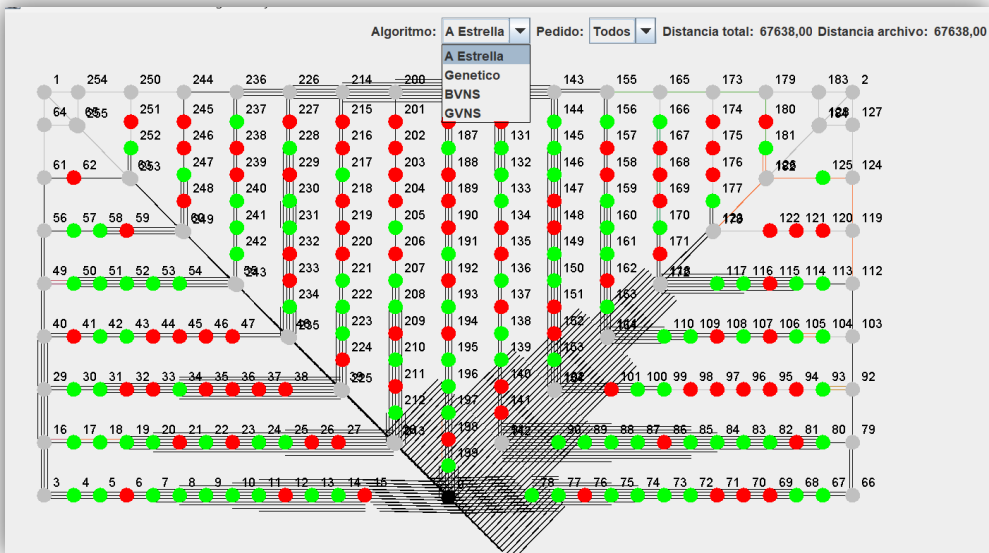 Algoritmo: A Estrella Pedido: Todos Distancia total: 67638,00 Distancia archivo: 67638,00
A Estrella
Genetico
BVNS
GVNS
1 254 250 244 236 226 214 200 143 155 165 173 179 183 2
64 255 251 245 237 227 215 201 144 156 166 174 180 127
252 246 238 228 216 202 187 131 145 157 167 175 181
61 62 253 247 239 229 217 203 188 132 146 158 168 176 125 124
248 240 230 218 204 189 133 147 159 169 177
56 57 58 59 249 241 231 219 205 190 134 148 160 170 122 121 120 119
242 232 220 206 191 135 149 161 171
49 50 51 52 53 54 243 233 221 207 192 136 150 162 117 116 115 114 113 112
234 222 208 193 137 151 163
40 41 42 43 44 45 46 47 235 223 209 194 138 152 110 109 108 107 106 105 104 103
224 210 195 139 153
29 30 31 32 33 34 35 36 37 38 225 211 196 140 101 100 99 98 97 96 95 94 93 92
212 197 141
16 17 18 19 20 21 22 23 24 25 26 27 213 198 142 90 89 88 87 86 85 84 83 82 81 80 79
199
3 4 5 6 7 8 9 10 11 12 13 14 15 78 77 76 75 74 73 72 71 70 69 68 67 66